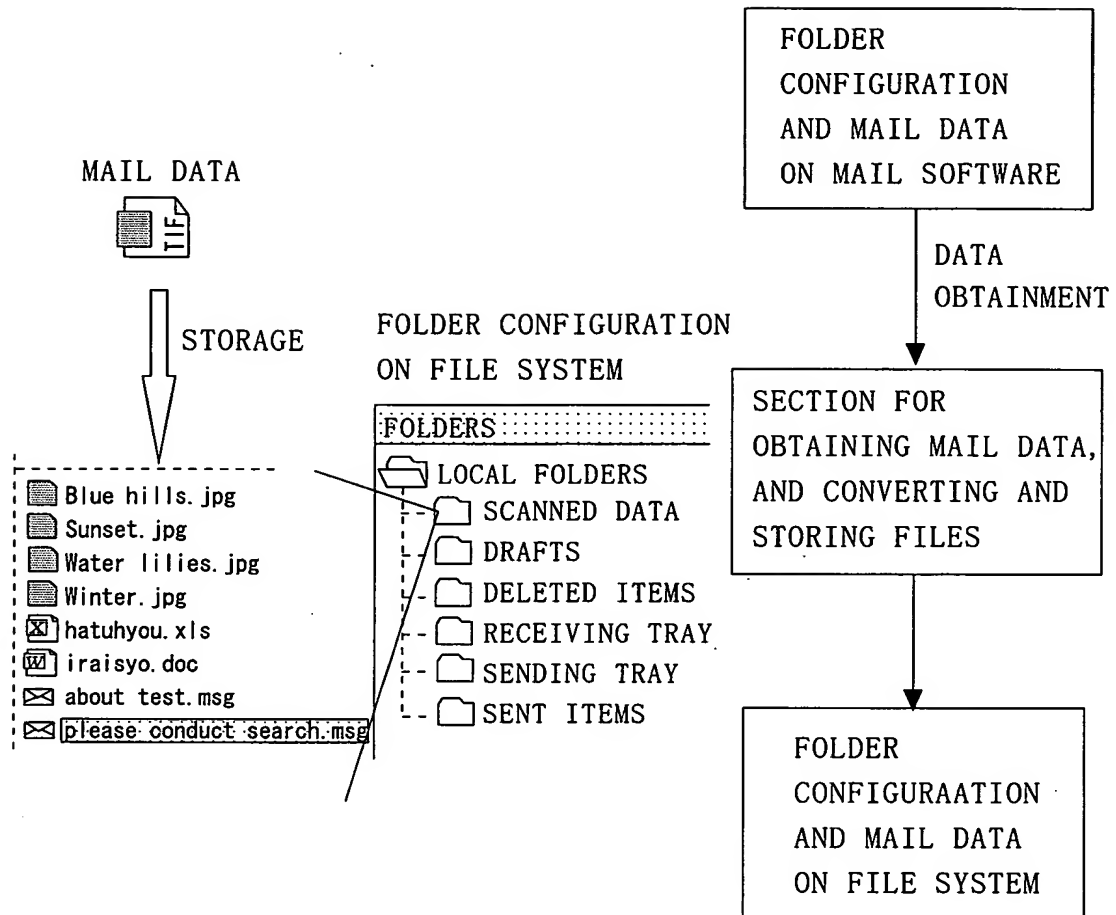 MAIL DATA
TIF
STORAGE
Blue hills.jpg
Sunset.jpg
Water lilies.jpg
Winter.jpg
hatuhyou.xls
iraisyo.doc
about test.msg
please conduct search.msg
FOLDER CONFIGURATION
ON FILE SYSTEM
FOLDERS
LOCAL FOLDERS
SCANNED DATA
DRAFTS
DELETED ITEMS
RECEIVING TRAY
SENDING TRAY
SENT ITEMS
FOLDER
CONFIGURATION
AND MAIL DATA
ON MAIL SOFTWARE
DATA
OBTAINMENT
SECTION FOR
OBTAINING MAIL DATA,
AND CONVERTING AND
STORING FILES
FOLDER
CONFIGURAATION
AND MAIL DATA
ON FILE SYSTEM